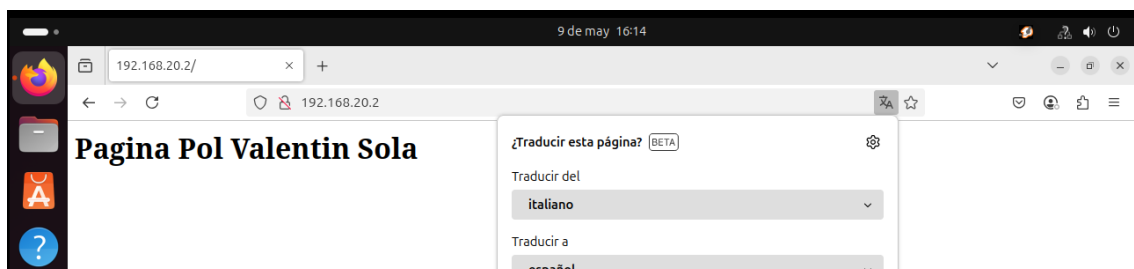 9 de may 16:14
192.168.20.2/
192.168.20.2
Pagina Pol Valentin Sola
¿Traducir esta página? BETA
Traducir del
italiano
Traducir a
español